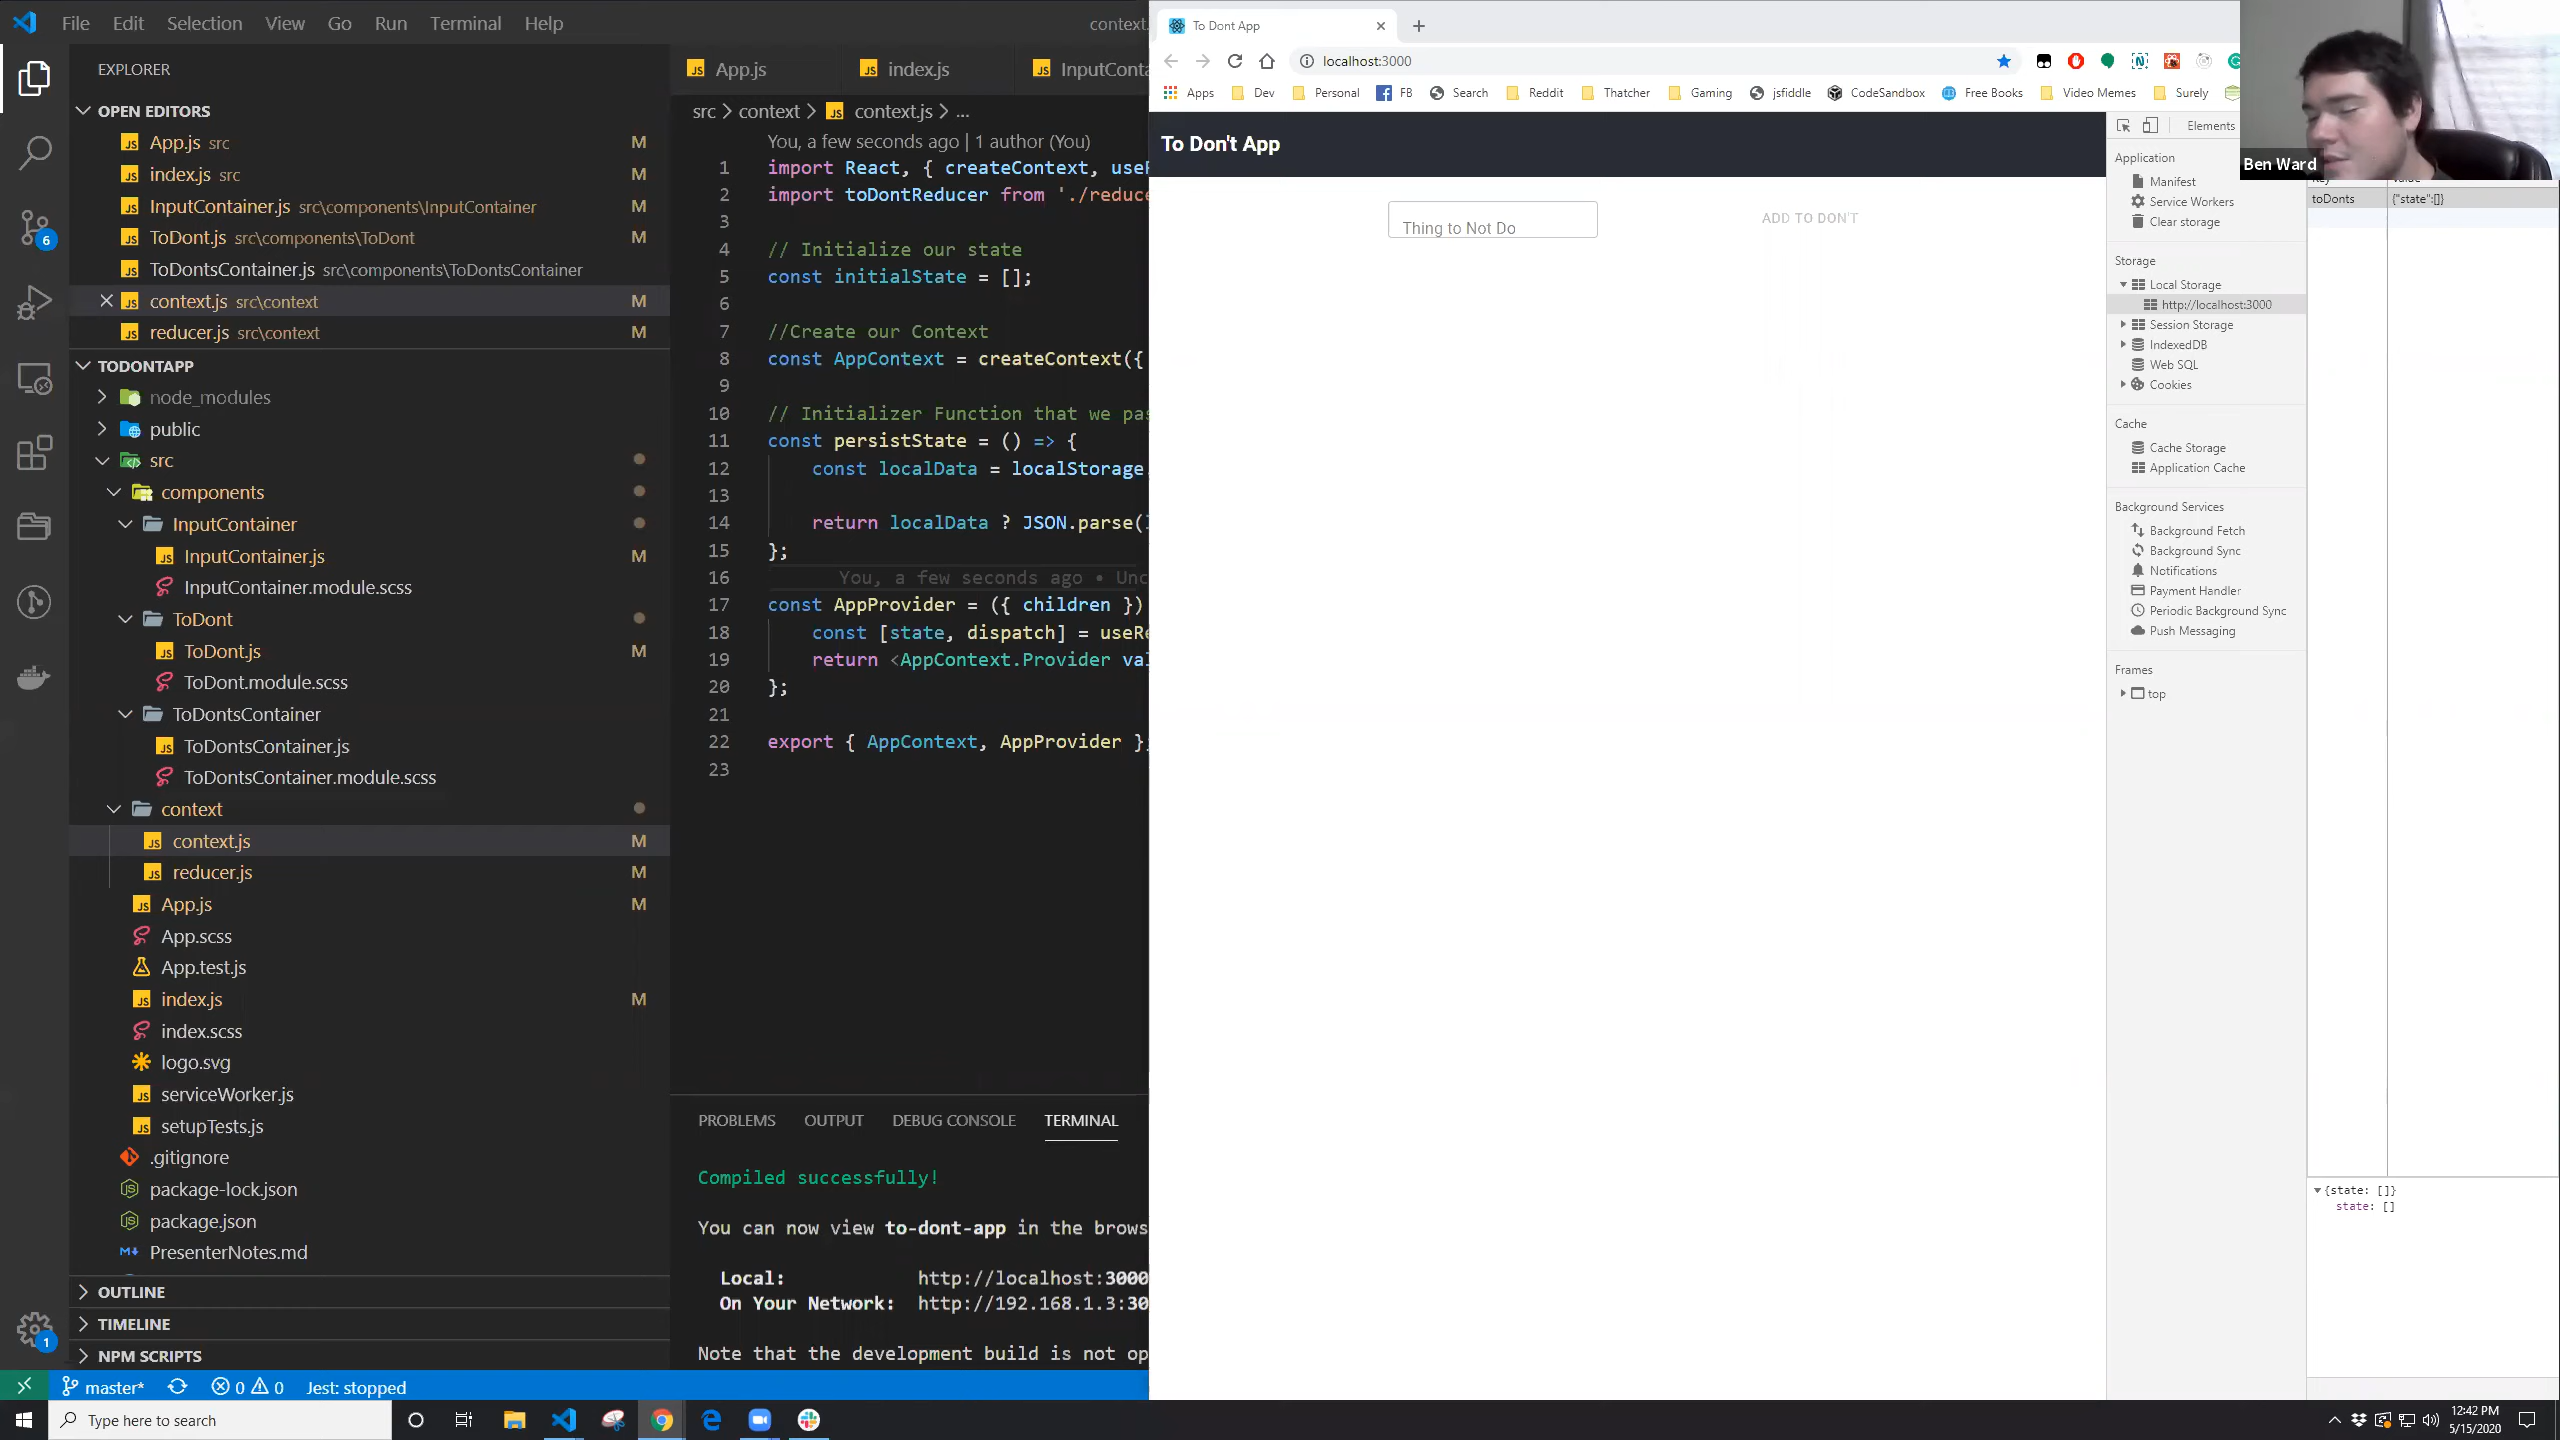 File Edit Selection View Go Run Terminal Help
context.
EXPLORER
OPEN EDITORS
App.js src M
index.js src M
InputContainer.js src\components\InputContainer M
ToDont.js src\components\ToDont M
ToDontsContainer.js src\components\ToDontsContainer
context.js src\context M
reducer.js src\context M
TODONTAPP
node_modules
public
src
components
InputContainer
InputContainer.js M
InputContainer.module.scss
ToDont
ToDont.js M
ToDont.module.scss
ToDontsContainer
ToDontsContainer.js
ToDontsContainer.module.scss
context
context.js M
reducer.js M
App.js M
App.scss
App.test.js
index.js M
index.scss
logo.svg
serviceWorker.js
setupTests.js
.gitignore
package-lock.json
package.json
PresenterNotes.md
OUTLINE
TIMELINE
NPM SCRIPTS
6
1
App.js index.js InputConta
src > context > context.js > ...
You, a few seconds ago | 1 author (You)
1 import React, { createContext, useR
2 import toDontReducer from './reduce
3
4 // Initialize our state
5 const initialState = [];
6
7 //Create our Context
8 const AppContext = createContext({
9
10 // Initializer Function that we pas
11 const persistState = () => {
12 const localData = localStorage.
13
14 return localData ? JSON.parse(l
15 };
16 You, a few seconds ago • Unc
17 const AppProvider = ({ children })
18 const [state, dispatch] = useRe
19 return <AppContext.Provider val
20 };
21
22 export { AppContext, AppProvider };
23
PROBLEMS OUTPUT DEBUG CONSOLE TERMINAL
Compiled successfully!
You can now view to-dont-app in the brows
Local: http://localhost:3000
On Your Network: http://192.168.1.3:30
Note that the development build is not op
master* 0 0 Jest: stopped
To Dont App
localhost:3000
Apps Dev Personal FB Search Reddit Thatcher Gaming jsfiddle CodeSandbox Free Books Video Memes Surely
To Don't App
Thing to Not Do
ADD TO DON'T
Elements
Application
Manifest
Service Workers
Clear storage
Storage
Local Storage
http://localhost:3000
Session Storage
IndexedDB
Web SQL
Cookies
Cache
Cache Storage
Application Cache
Background Services
Background Fetch
Background Sync
Notifications
Payment Handler
Periodic Background Sync
Push Messaging
Frames
top
toDonts {"state":[]}
{state: []}
state: []
Ben Ward
Type here to search
12:42 PM
5/15/2020